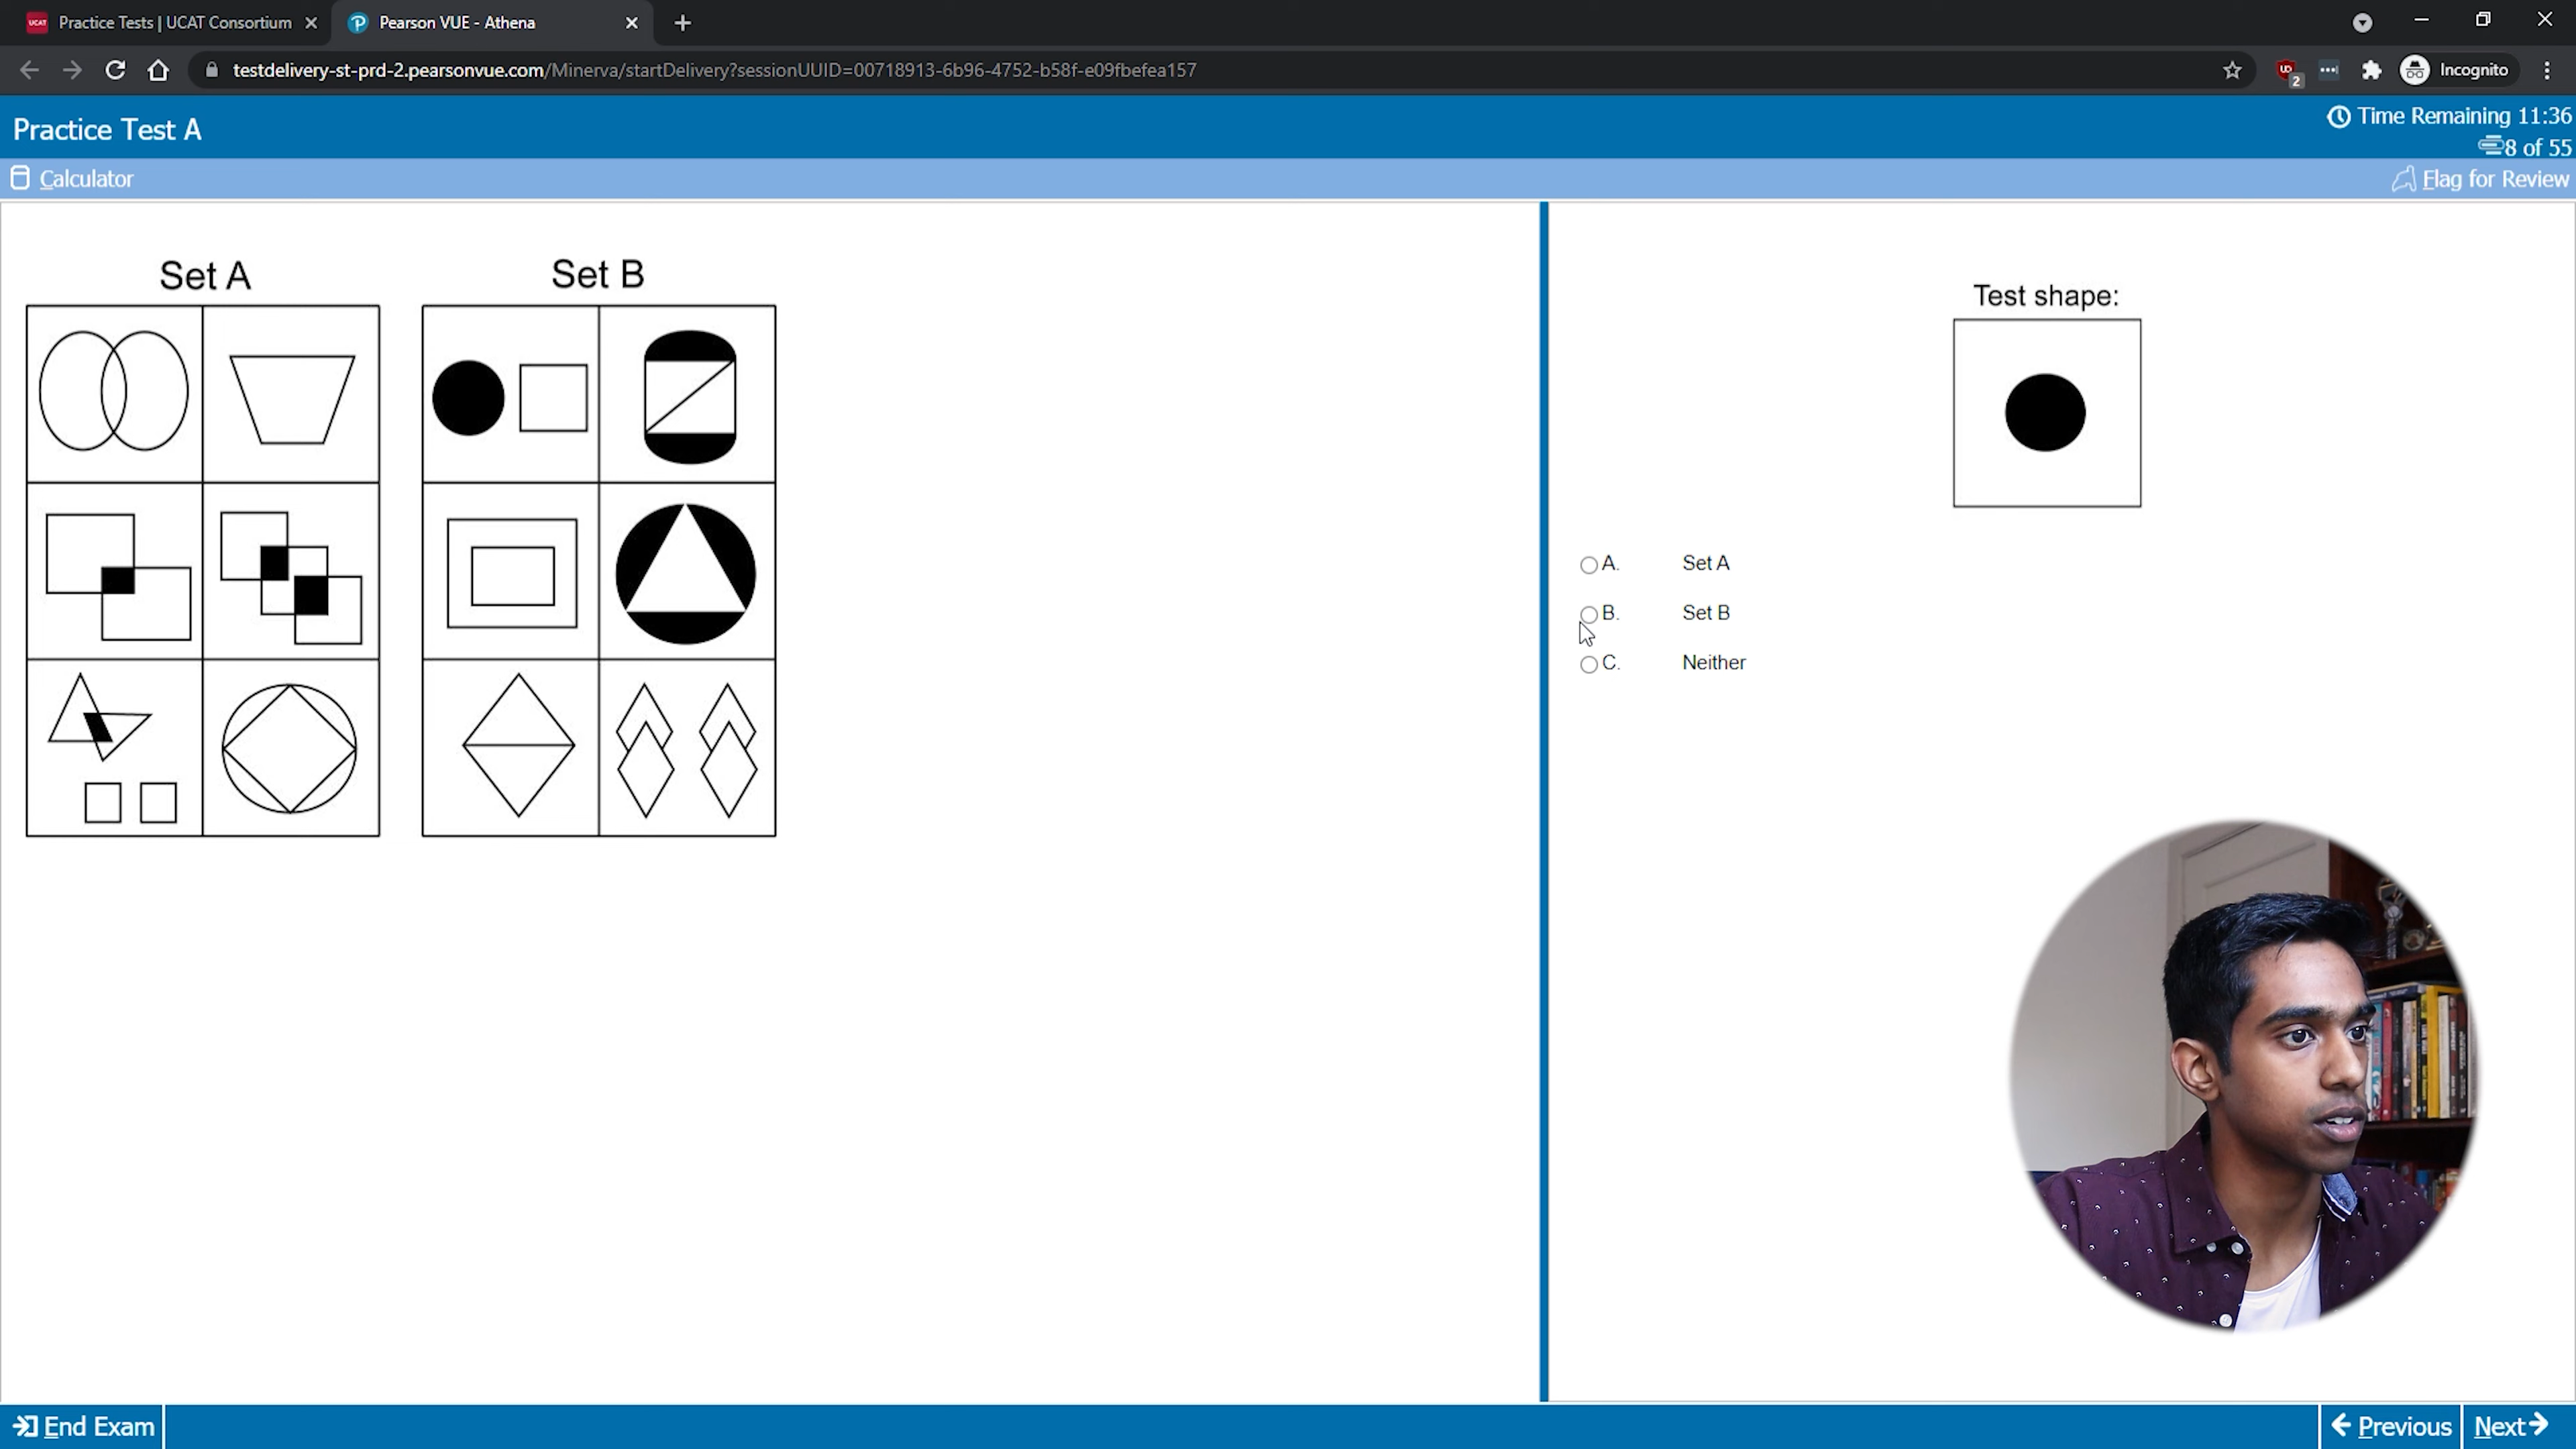 Practice Tests | UCAT Consortium
Pearson VUE - Athena
testdelivery-st-prd-2.pearsonvue.com/Minerva/startDelivery?sessionUUID=00718913-6b96-4752-b58f-e09fbefea157
2
Incognito
Practice Test A
Time Remaining 11:36
8 of 55
Calculator
Flag for Review
Set A
Set B
Test shape:
A. Set A
B. Set B
C. Neither
End Exam
Previous
Next